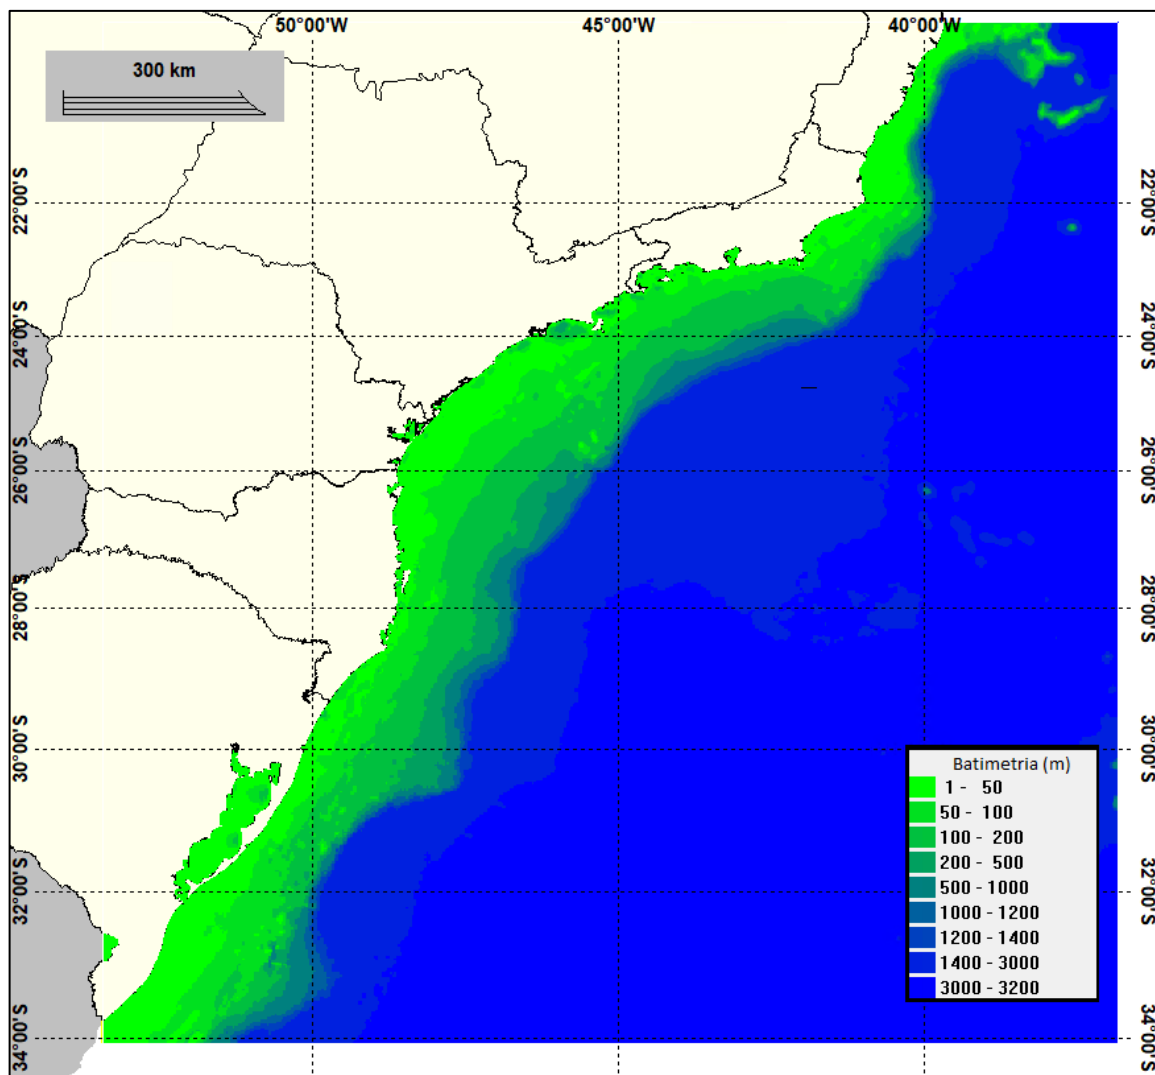 50°00'W 45°00'W 40°00'W
300 km
22°00'S 22°00'S
24°00'S 24°00'S
26°00'S 26°00'S
28°00'S 28°00'S
30°00'S 30°00'S
Batimetria (m)
1 - 50
50 - 100
100 - 200
200 - 500
500 - 1000
1000 - 1200
1200 - 1400
1400 - 3000
3000 - 3200
32°00'S 32°00'S
34°00'S 34°00'S